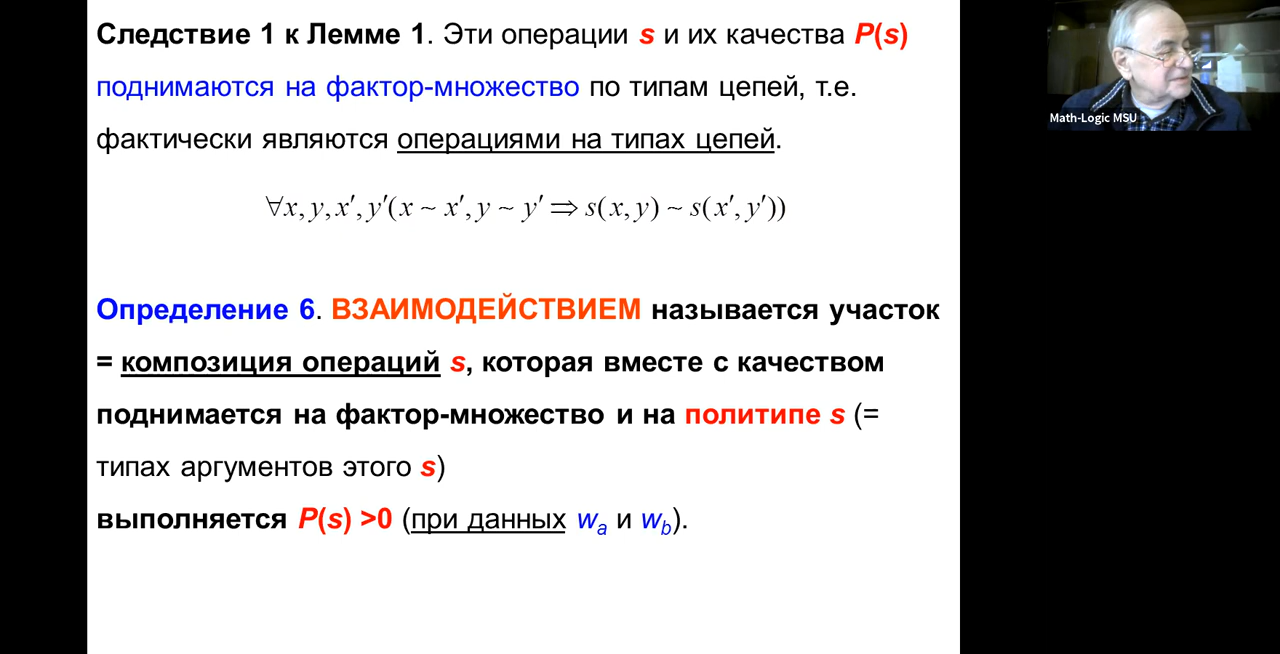 Следствие 1 к Лемме 1. Эти операции s и их качества P(s)
поднимаются на фактор-множество по типам цепей, т.е.
фактически являются операциями на типах цепей.
∀x, y, x′, y′(x ~ x′, y ~ y′ ⇒ s(x, y) ~ s(x′, y′))
Определение 6. ВЗАИМОДЕЙСТВИЕМ называется участок
= композиция операций s, которая вместе с качеством
поднимается на фактор-множество и на политипе s (=
типах аргументов этого s)
выполняется P(s) >0 (при данных wa и wb).
Math-Logic MSU